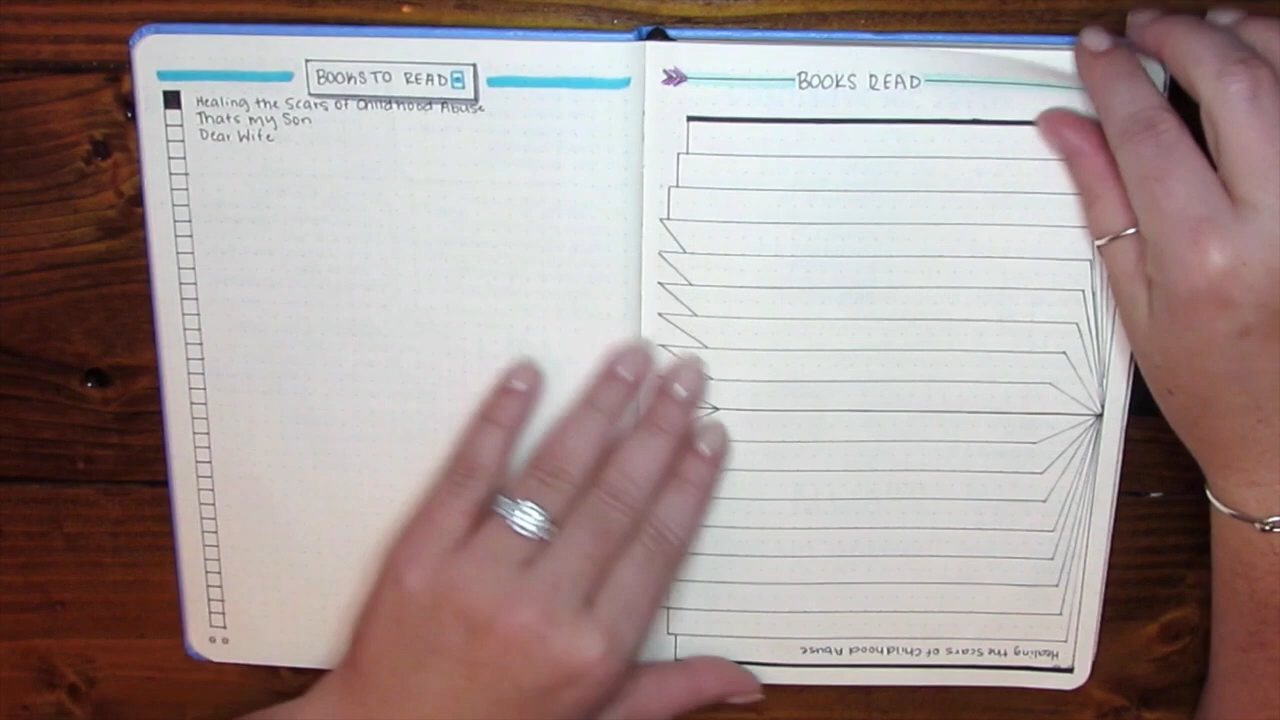 BOOKS TO READ
Healing the Scars of Childhood Abuse
Thats my Son
Dear Wife
BOOKS READ
Healing the Scars of Childhood Abuse